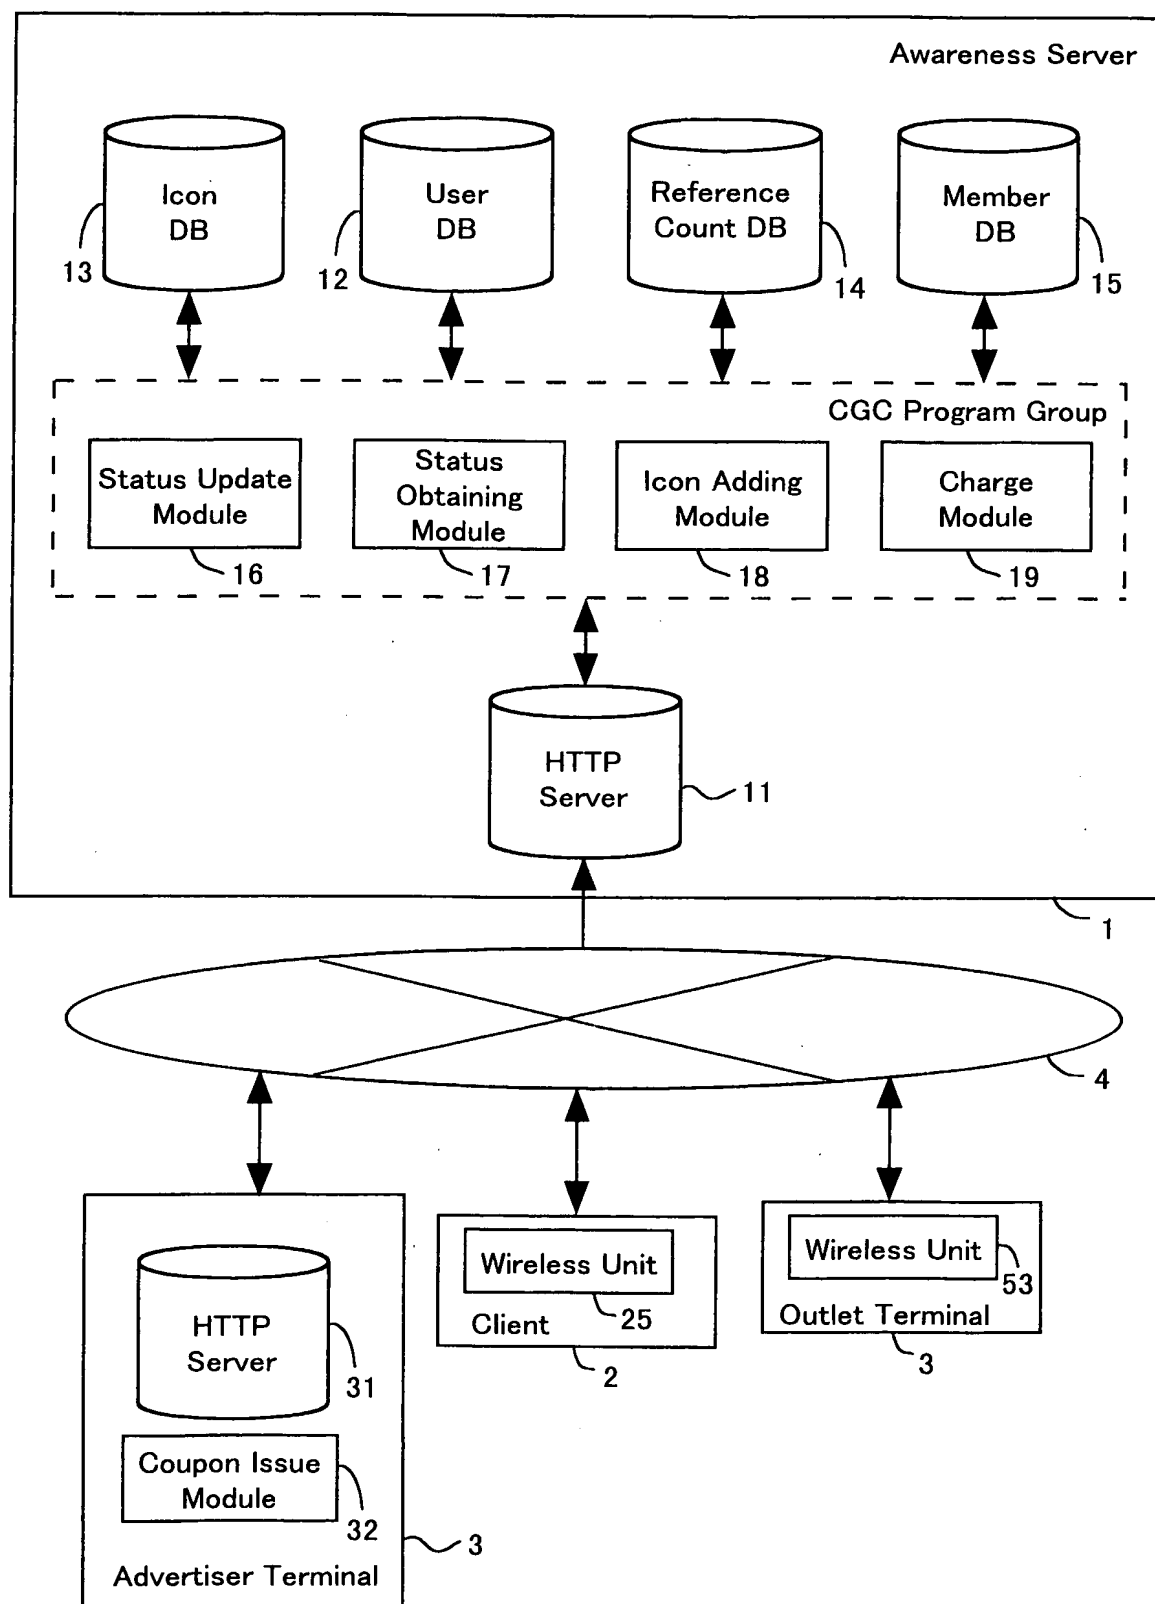 Awareness Server
Icon
DB
13
User
DB
12
Reference
Count DB
14
Member
DB
15
CGC Program Group
Status Update
Module
16
Status
Obtaining
Module
17
Icon Adding
Module
18
Charge
Module
19
HTTP
Server
11
1
4
HTTP
Server
31
Coupon Issue
Module
32
Advertiser Terminal
3
Wireless Unit
25
Client
2
Wireless Unit
53
Outlet Terminal
3